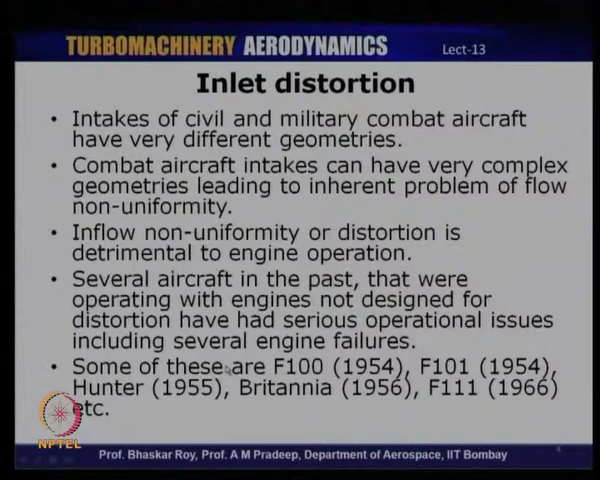 TURBOMACHINERY AERODYNAMICS Lect-13
Inlet distortion
• Intakes of civil and military combat aircraft
have very different geometries.
• Combat aircraft intakes can have very complex
geometries leading to inherent problem of flow
non-uniformity.
• Inflow non-uniformity or distortion is
detrimental to engine operation.
• Several aircraft in the past, that were
operating with engines not designed for
distortion have had serious operational issues
including several engine failures.
• Some of these are F100 (1954), F101 (1954),
Hunter (1955), Britannia (1956), F111 (1966)
etc.
NPTEL
Prof. Bhaskar Roy, Prof. A M Pradeep, Department of Aerospace, IIT Bombay